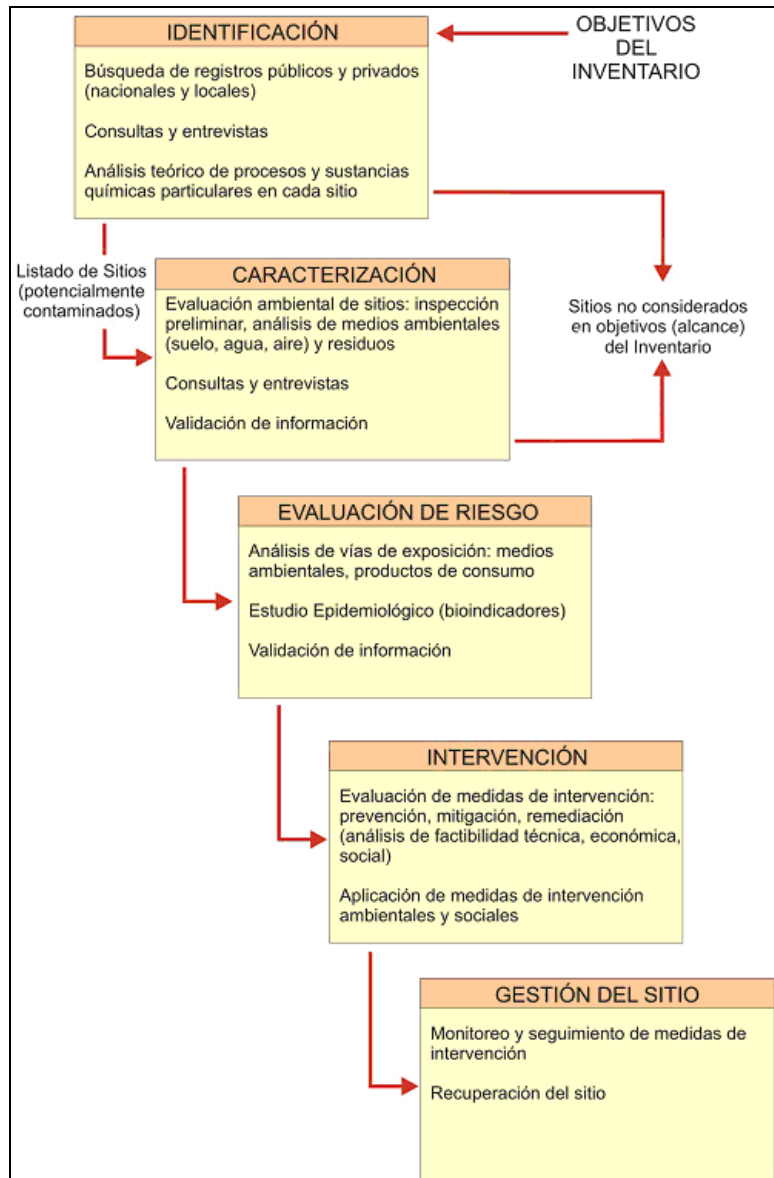 IDENTIFICACIÓN
OBJETIVOS
DEL
INVENTARIO
Búsqueda de registros públicos y privados
(nacionales y locales)
Consultas y entrevistas
Análisis teórico de procesos y sustancias
químicas particulares en cada sitio
Listado de Sitios
(potencialmente
contaminados)
CARACTERIZACIÓN
Evaluación ambiental de sitios: inspección
preliminar, análisis de medios ambientales
(suelo, agua, aire) y residuos
Consultas y entrevistas
Validación de información
Sitios no considerados
en objetivos (alcance)
del Inventario
EVALUACIÓN DE RIESGO
Análisis de vías de exposición: medios
ambientales, productos de consumo
Estudio Epidemiológico (bioindicadores)
Validación de información
INTERVENCIÓN
Evaluación de medidas de intervención:
prevención, mitigación, remediación
(análisis de factibilidad técnica, económica,
social)
Aplicación de medidas de intervención
ambientales y sociales
GESTIÓN DEL SITIO
Monitoreo y seguimiento de medidas de
intervención
Recuperación del sitio